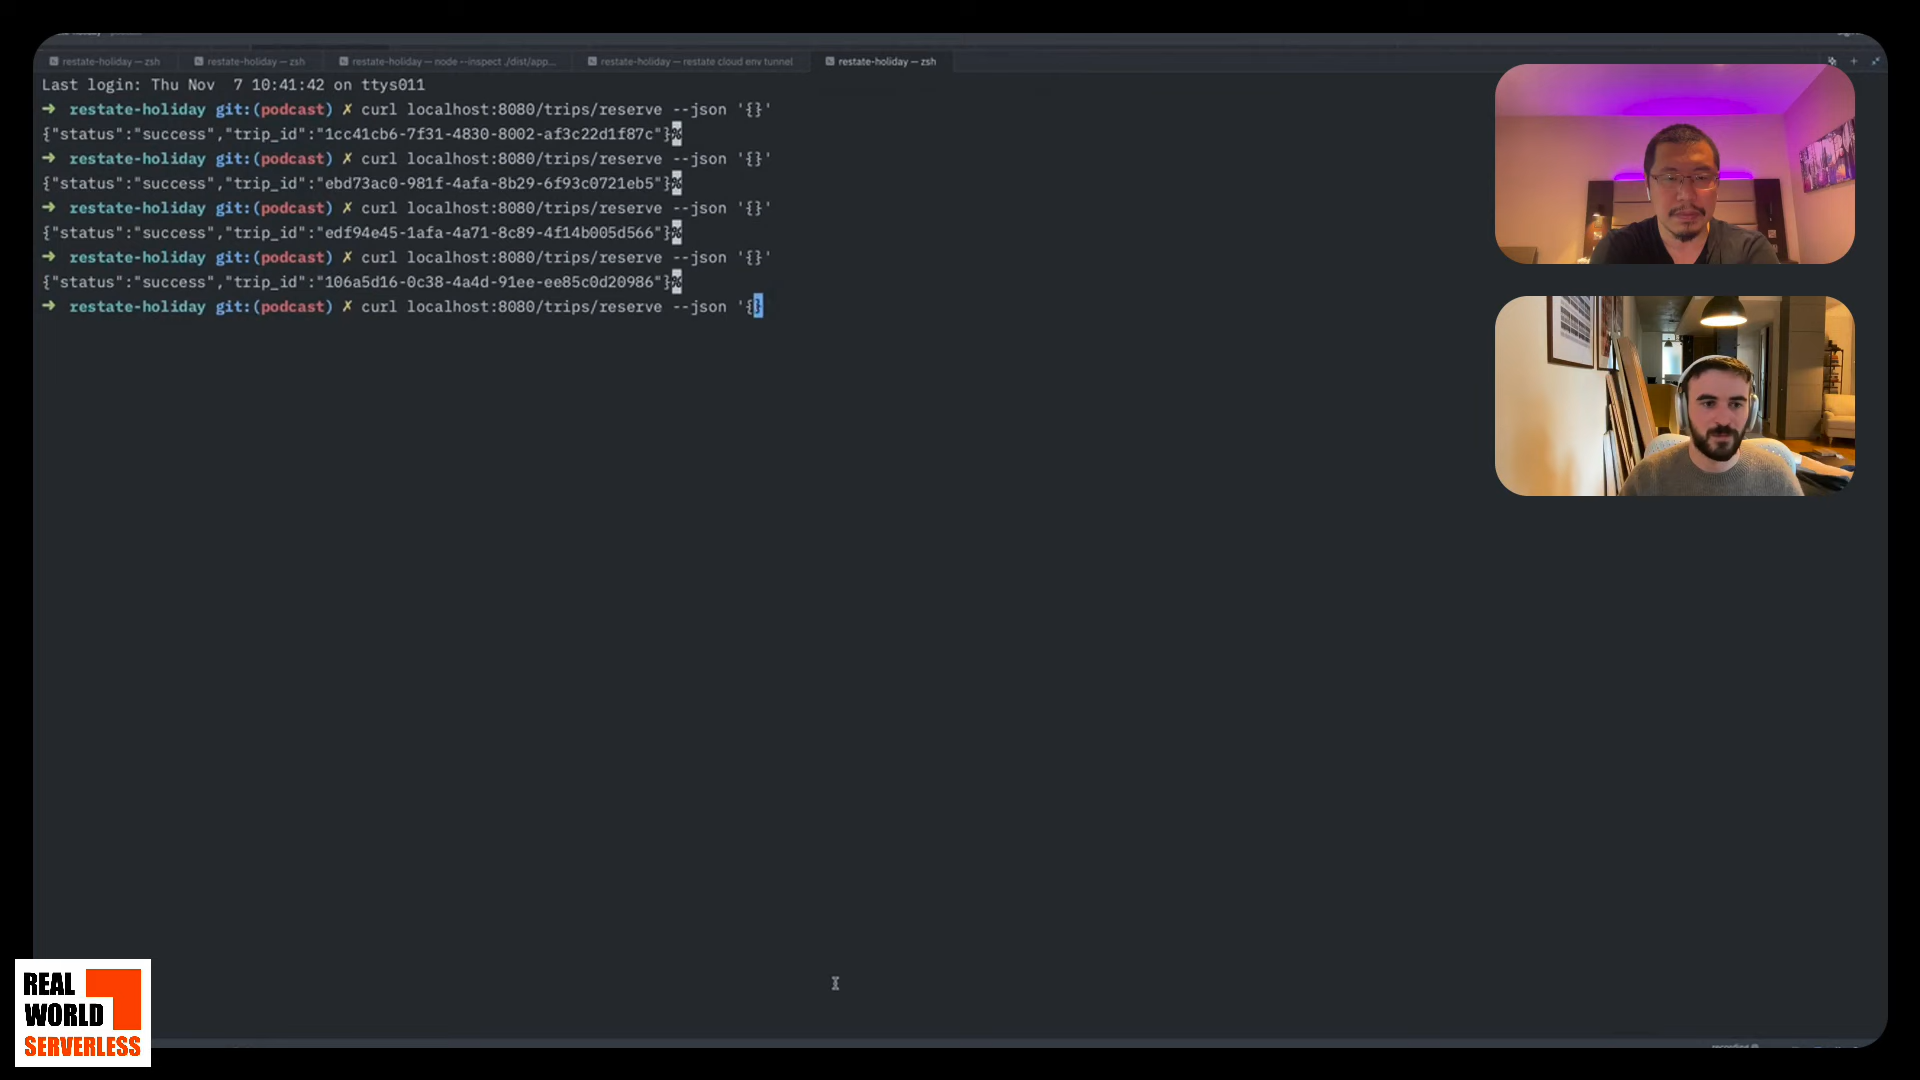 restate-holiday — zsh
restate-holiday — zsh
restate-holiday — node --inspect ./dist/app...
restate-holiday — restate cloud env tunnel
restate-holiday — zsh
Last login: Thu Nov  7 10:41:42 on ttys011
➜  restate-holiday git:(podcast) ✗ curl localhost:8080/trips/reserve --json '{}'
{"status":"success","trip_id":"1cc41cb6-7f31-4830-8002-af3c22d1f87c"}%
➜  restate-holiday git:(podcast) ✗ curl localhost:8080/trips/reserve --json '{}'
{"status":"success","trip_id":"ebd73ac0-981f-4afa-8b29-6f93c0721eb5"}%
➜  restate-holiday git:(podcast) ✗ curl localhost:8080/trips/reserve --json '{}'
{"status":"success","trip_id":"edf94e45-1afa-4a71-8c89-4f14b005d566"}%
➜  restate-holiday git:(podcast) ✗ curl localhost:8080/trips/reserve --json '{}'
{"status":"success","trip_id":"106a5d16-0c38-4a4d-91ee-ee85c0d20986"}%
➜  restate-holiday git:(podcast) ✗ curl localhost:8080/trips/reserve --json '{}
REAL
WORLD
SERVERLESS